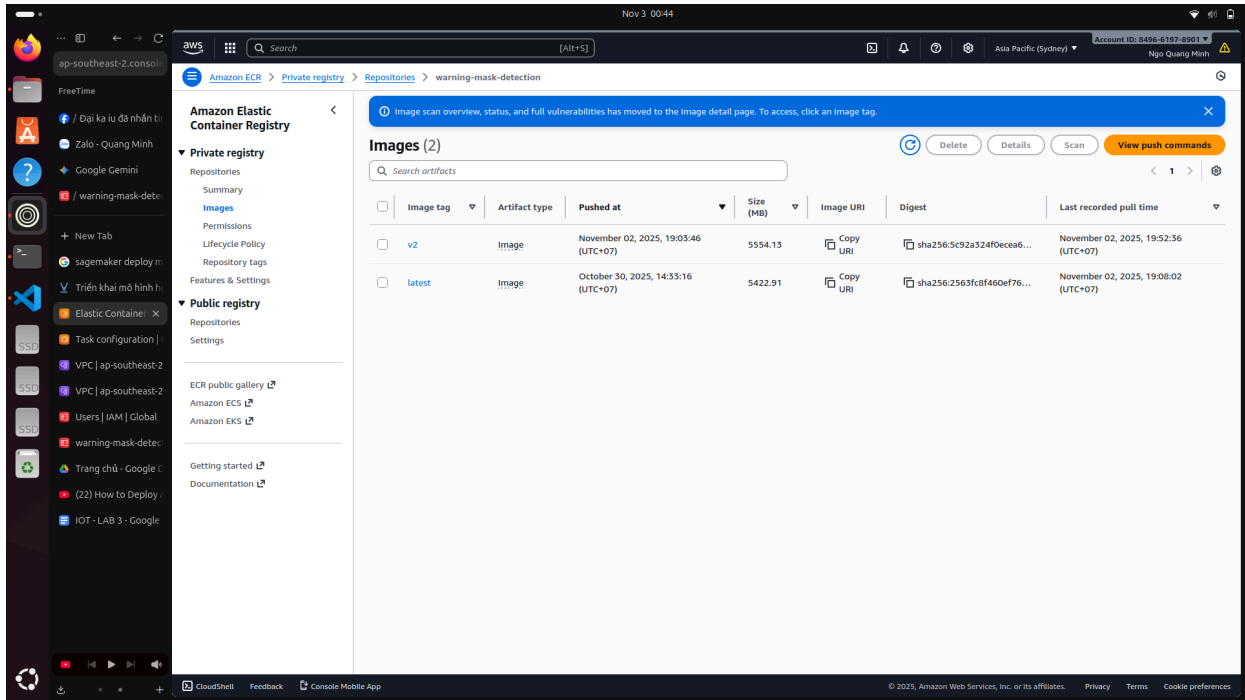 Nov 3 00:44
ap-southeast-2.consol
FreeTime
/ Đại ka iu đã nhắn ti
Zalo - Quang Minh
Google Gemini
/ warning-mask-dete
New Tab
sagemaker deploy m
Triển khai mô hình h
Elastic Container
Task configuration |
VPC | ap-southeast-2
VPC | ap-southeast-2
Users | IAM | Global
warning-mask-detec
Trang chủ - Google D
(22) How to Deploy
IOT - LAB 3 - Google
SSD
SSD
SSD
aws
Search [Alt+S]
Asia Pacific (Sydney)
Account ID: 8496-6197-8901
Ngo Quang Minh
Amazon ECR > Private registry > Repositories > warning-mask-detection
Amazon Elastic
Container Registry
Private registry
Repositories
Summary
Images
Permissions
Lifecycle Policy
Repository tags
Features & Settings
Public registry
Repositories
Settings
ECR public gallery
Amazon ECS
Amazon EKS
Getting started
Documentation
Image scan overview, status, and full vulnerabilities has moved to the Image detail page. To access, click an image tag.
Images (2)
Delete Details Scan View push commands
Search artifacts
1
Image tag Artifact type Pushed at Size (MB) Image URI Digest Last recorded pull time
v2 Image November 02, 2025, 19:03:46 (UTC+07) 5554.13 Copy URI sha256:5c92a324f0ecea6... November 02, 2025, 19:52:36 (UTC+07)
latest Image October 30, 2025, 14:33:16 (UTC+07) 5422.91 Copy URI sha256:2563fc8f460ef76... November 02, 2025, 19:08:02 (UTC+07)
CloudShell Feedback Console Mobile App
© 2025, Amazon Web Services, Inc. or its affiliates. Privacy Terms Cookie preferences